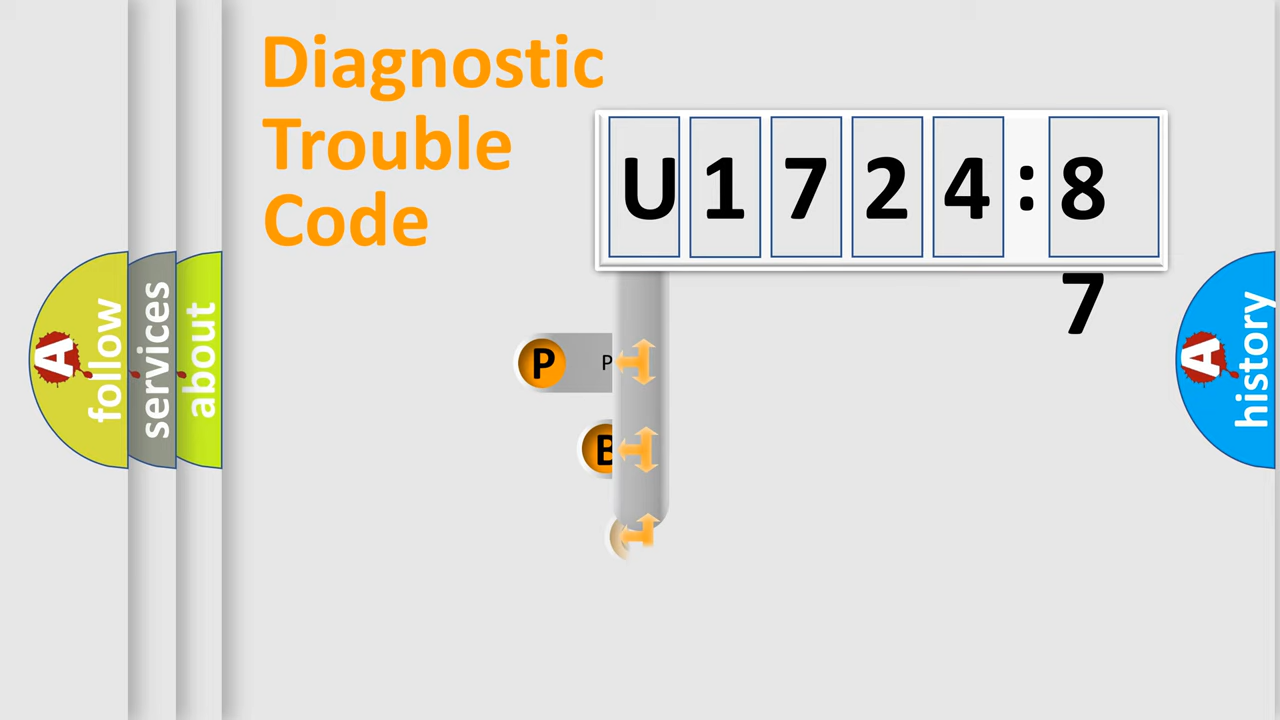 Diagnostic
Trouble
Code
U1724:8
7
P P
B
A follow
services
about
A history